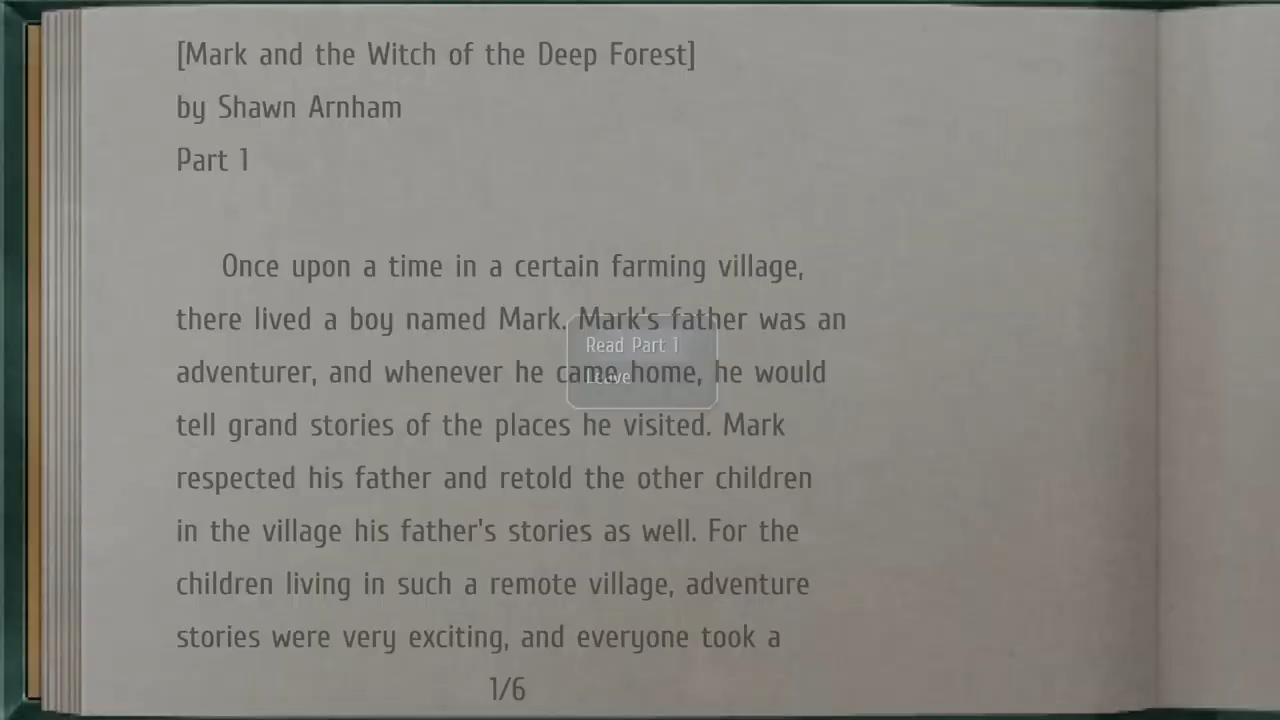 [Mark and the Witch of the Deep Forest]
by Shawn Arnham
Part 1
Once upon a time in a certain farming village,
there lived a boy named Mark. Mark's father was an
adventurer, and whenever he came home, he would
tell grand stories of the places he visited. Mark
respected his father and retold the other children
in the village his father's stories as well. For the
children living in such a remote village, adventure
stories were very exciting, and everyone took a
1/6
Read Part 1
Leave